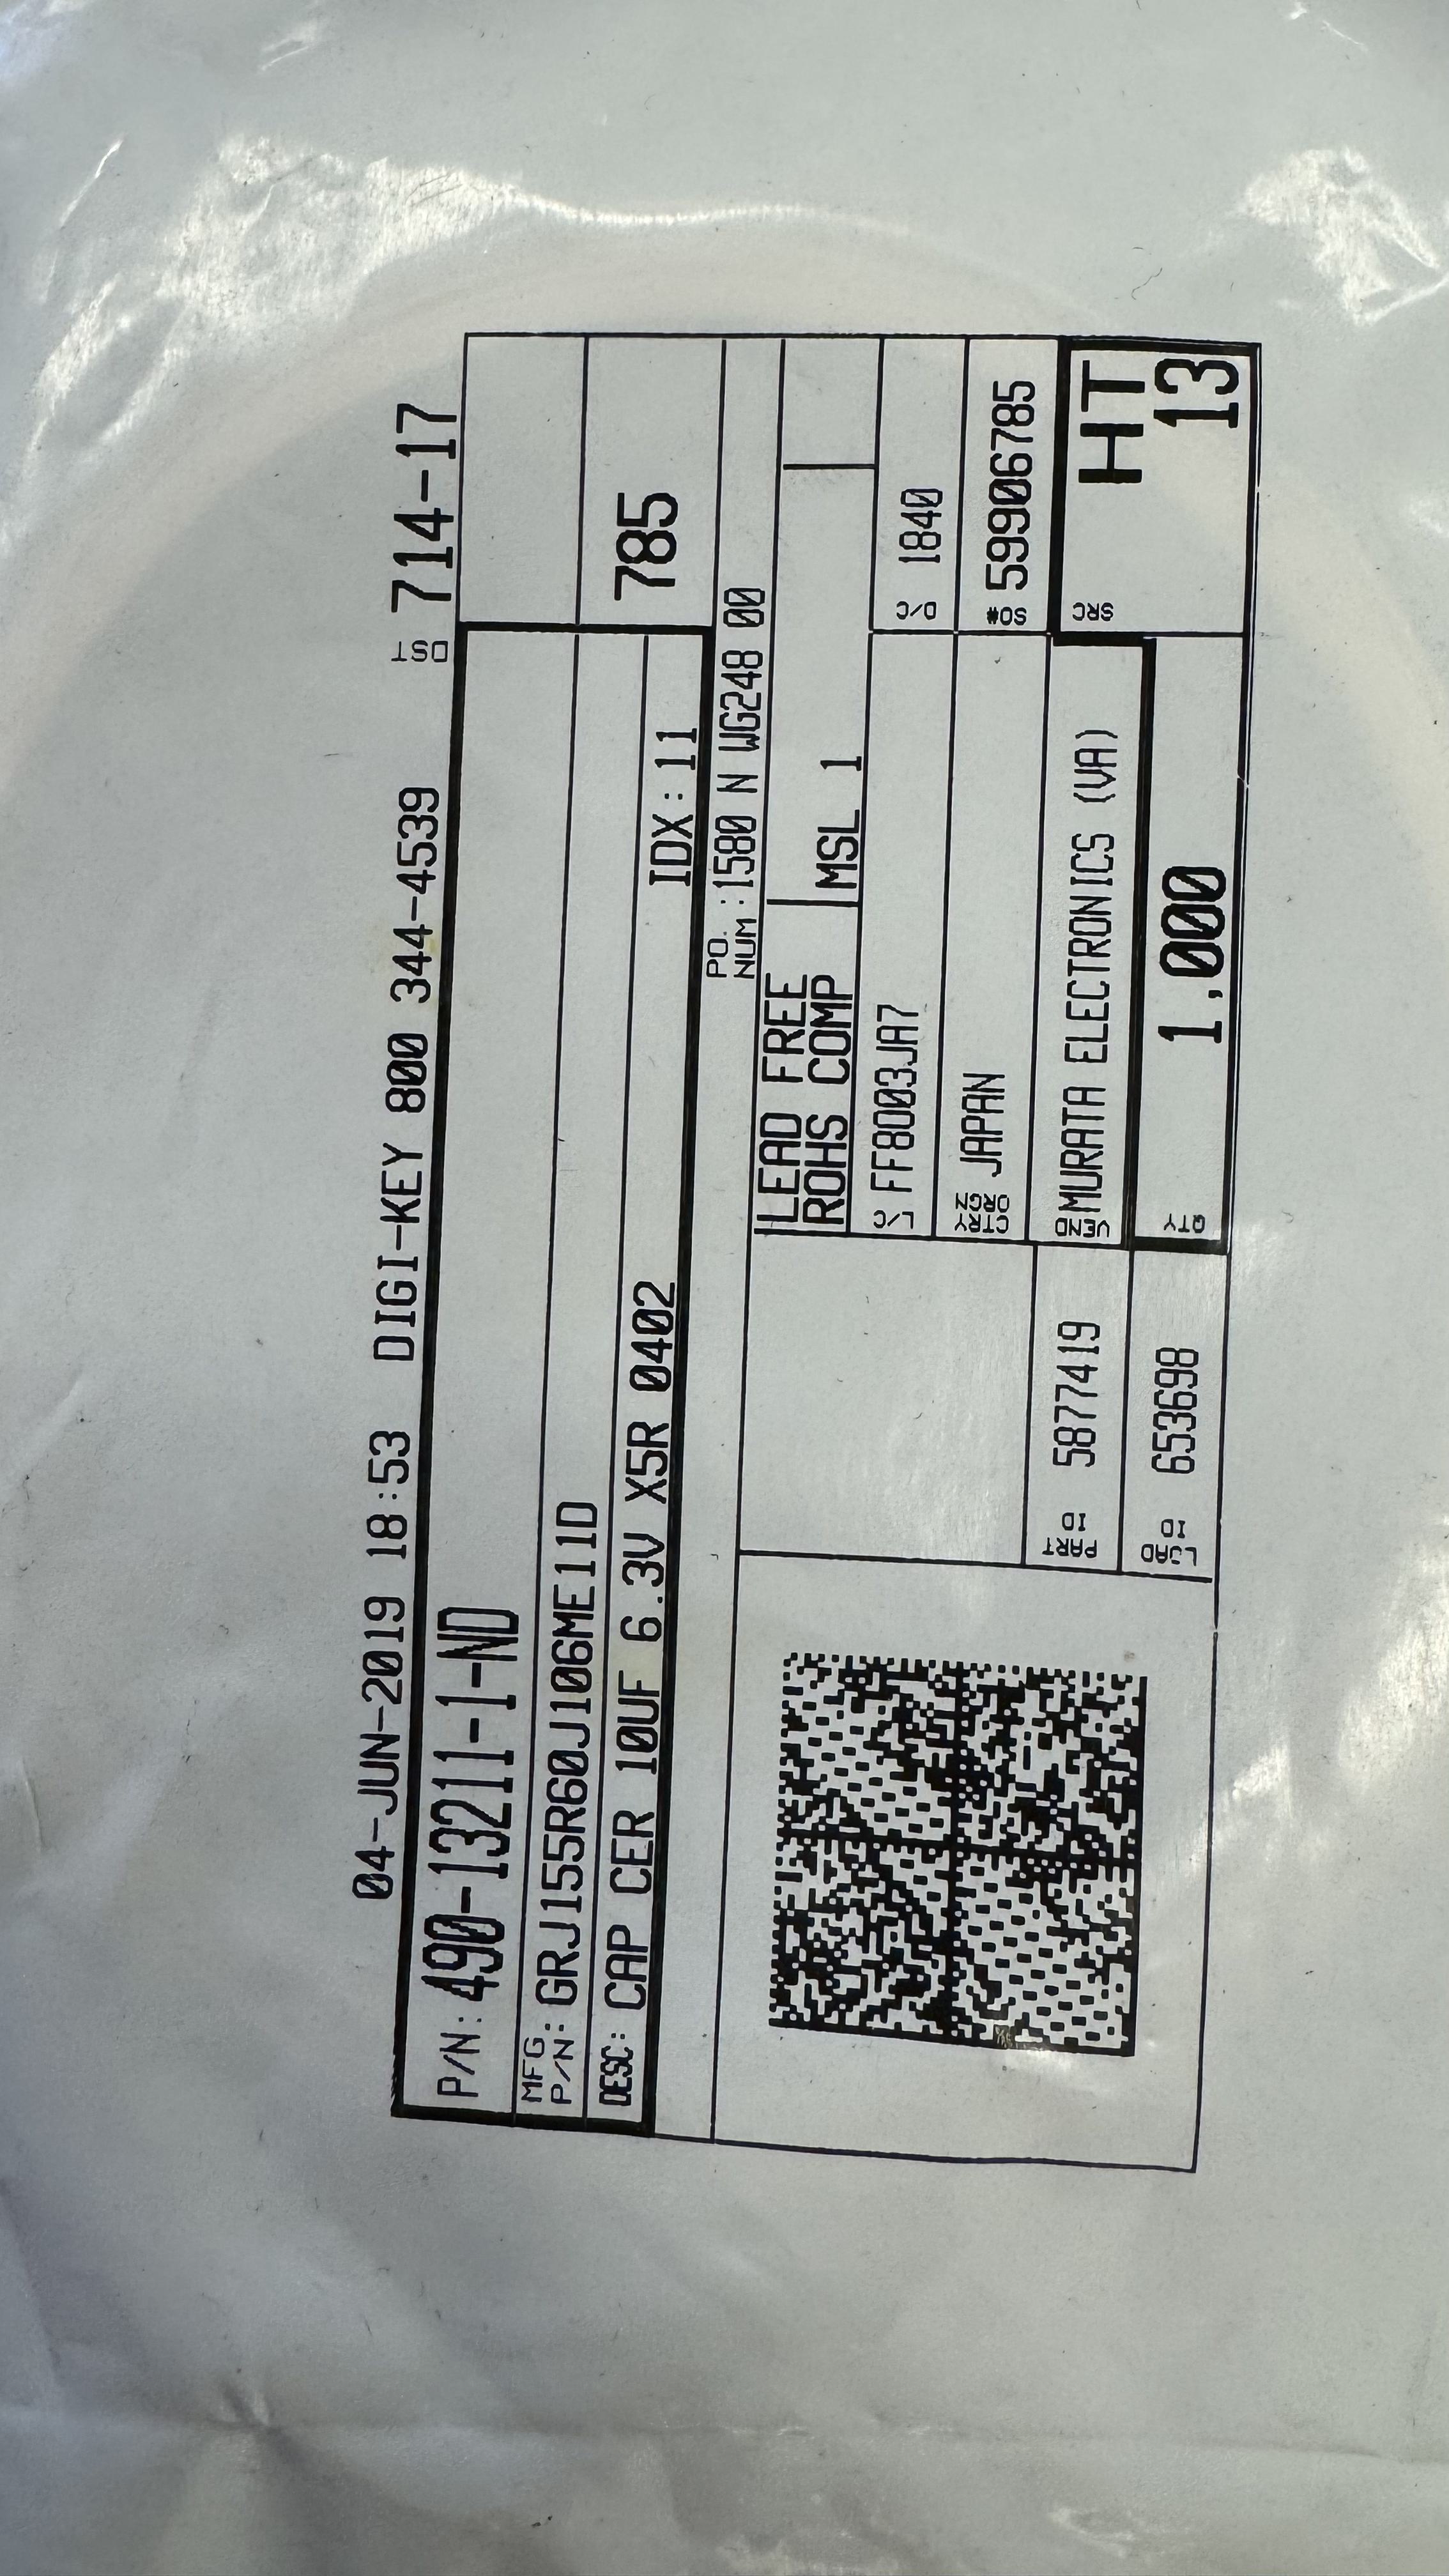 04-JUN-2019 18:53 DIGI-KEY 800 344-4539 DST 714-17
P/N: 490-13211-1-ND
MFG P/N: GRJ155R60J106ME11D
DESC: CAP CER 10UF 6.3V X5R 0402
IDX:11
785
PO. NUM: 1580 N WG248 00
LEAD FREE
ROHS COMP
MSL 1
L/C FF8003JA7
D/C 1840
CTRY ORGN JAPAN
SO# 59906785
PART ID 5877419
VEND MURATA ELECTRONICS (VA)
SRC HT
13
LOAD ID 653698
QTY 1,000